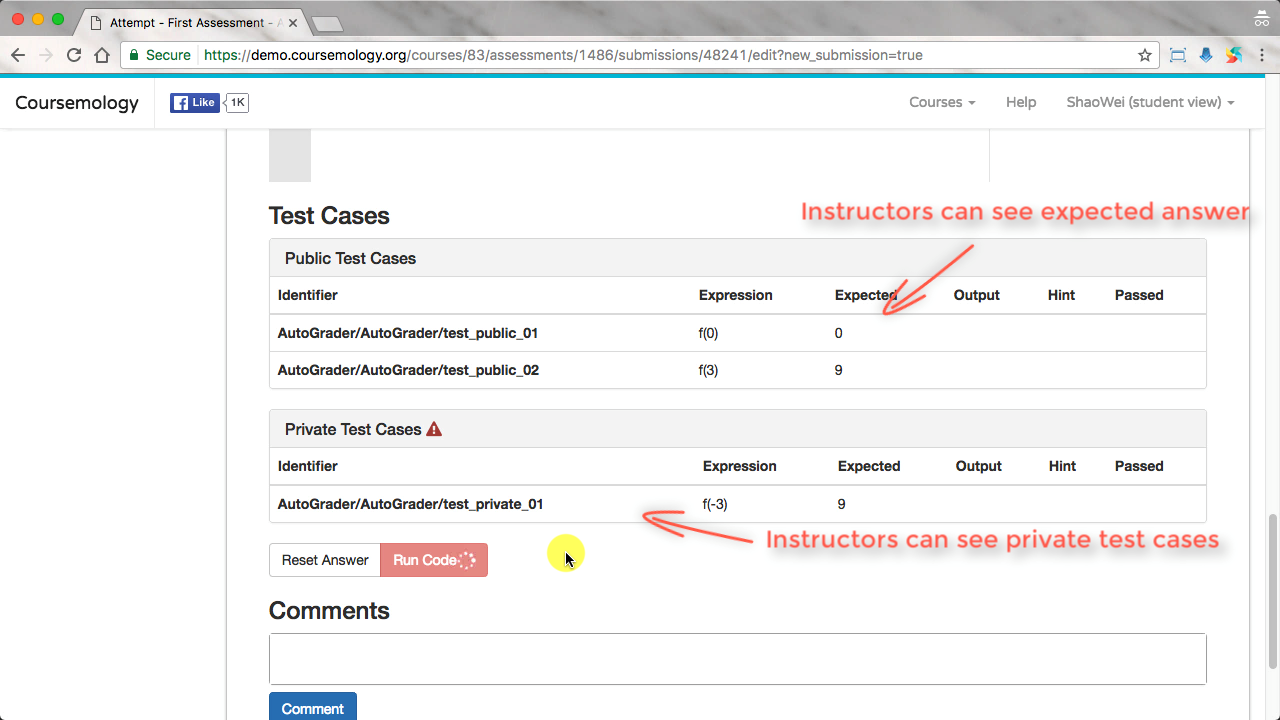 Attempt - First Assessment - A
Secure https://demo.coursemology.org/courses/83/assessments/1486/submissions/48241/edit?new_submission=true
Coursemology Like 1K Courses Help ShaoWei (student view)
Instructors can see expected answer
Test Cases
Public Test Cases
Identifier Expression Expected Output Hint Passed
AutoGrader/AutoGrader/test_public_01 f(0) 0
AutoGrader/AutoGrader/test_public_02 f(3) 9
Private Test Cases
Identifier Expression Expected Output Hint Passed
AutoGrader/AutoGrader/test_private_01 f(-3) 9
Instructors can see private test cases
Reset Answer Run Code
Comments
Comment